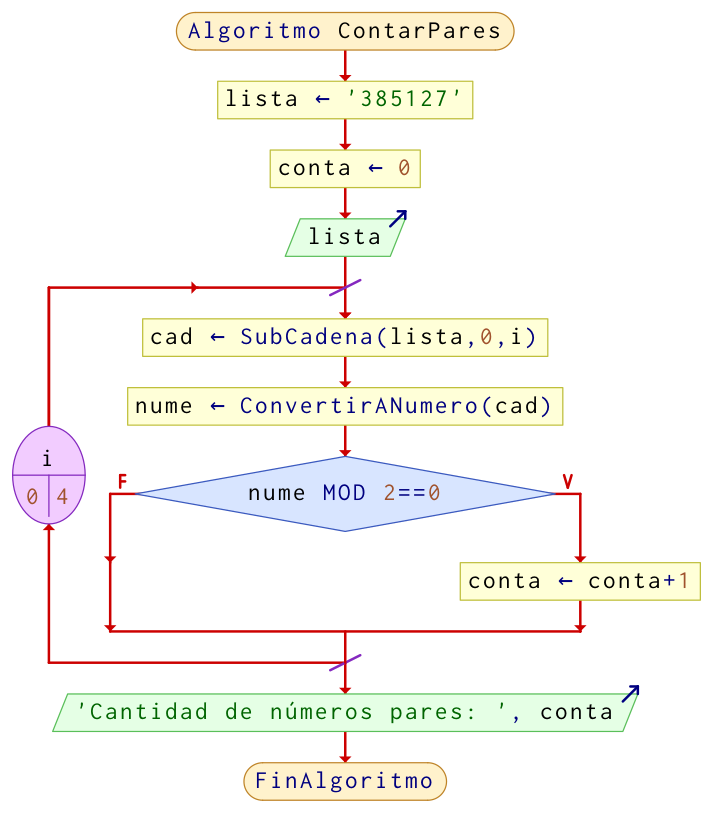 Algoritmo ContarPares
lista ← '385127'
conta ← 0
lista
cad ← SubCadena(lista,0,i)
nume ← ConvertirANumero(cad)
i
0 4
F
V
nume MOD 2==0
conta ← conta+1
'Cantidad de números pares: ', conta
FinAlgoritmo